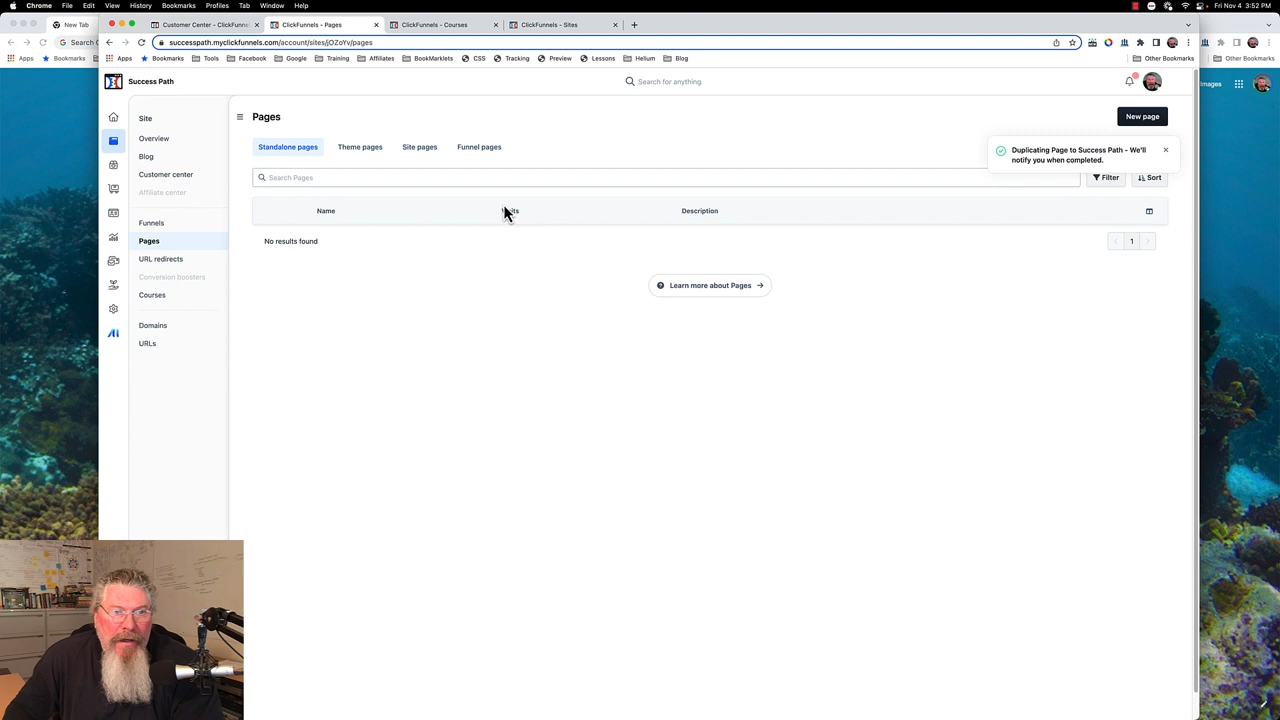 Chrome File Edit View History Bookmarks Profiles Tab Window Help
Fri Nov 4 3:52 PM
New Tab
Customer Center - ClickFunnel
ClickFunnels - Pages
ClickFunnels - Courses
ClickFunnels - Sites
Search G
successpath.myclickfunnels.com/account/sites/jOZoYv/pages
Apps
Bookmarks
Apps Bookmarks Tools Facebook Google Training Affiliates BookMarklets CSS Tracking Preview Lessons Helium Blog Other Bookmarks
Other Bookmarks
Success Path
Search for anything
Images
Site
Overview
Blog
Customer center
Affiliate center
Funnels
Pages
URL redirects
Conversion boosters
Courses
Domains
URLs
Pages
New page
Standalone pages Theme pages Site pages Funnel pages
Duplicating Page to Success Path - We'll
notify you when completed.
Search Pages
Filter
Sort
Name
Description
No results found
1
Learn more about Pages